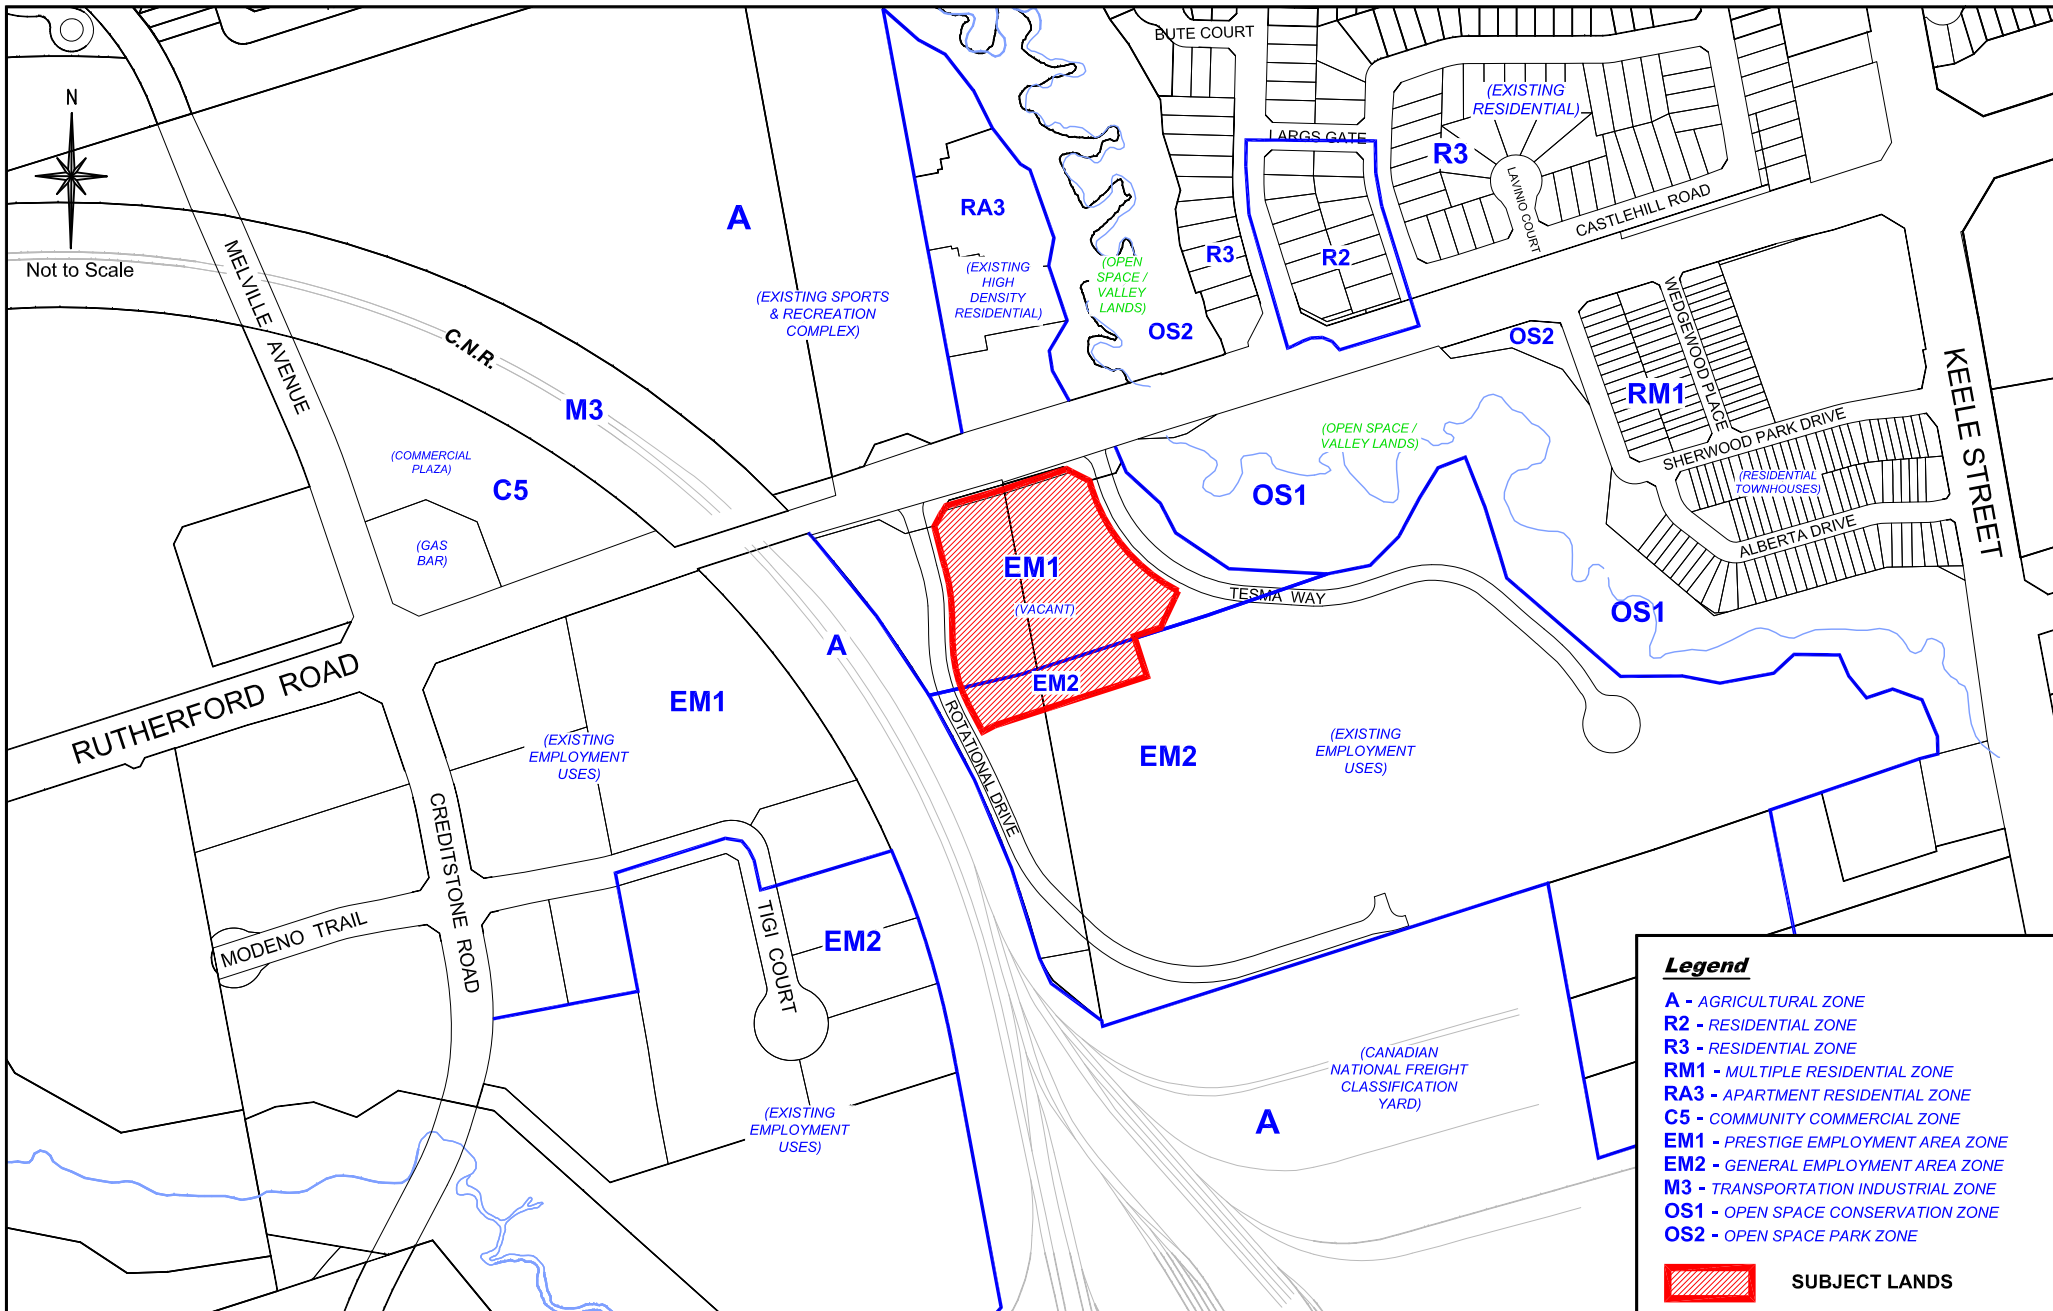 BUTE COURT
N
(EXISTING
RESIDENTIAL)
LARGS GATE
R3
LAVINIO COURT
CASTLEHILL ROAD
A
RA3
R3
R2
Not to Scale
MELVILLE AVENUE
(EXISTING SPORTS
& RECREATION
COMPLEX)
(EXISTING
HIGH
DENSITY
RESIDENTIAL)
(OPEN
SPACE /
VALLEY
LANDS)
OS2
OS2
WEDGEWOOD PLACE
C.N.R.
M3
RM1
KEELE STREET
SHERWOOD PARK DRIVE
(COMMERCIAL
PLAZA)
C5
(OPEN SPACE /
VALLEY LANDS)
OS1
(RESIDENTIAL
TOWNHOUSES)
ALBERTA DRIVE
(GAS
BAR)
EM1
(VACANT)
TESMA WAY
OS1
A
EM2
RUTHERFORD ROAD
EM1
(EXISTING
EMPLOYMENT
USES)
ROTATIONAL DRIVE
EM2
(EXISTING
EMPLOYMENT
USES)
CREDITSTONE ROAD
MODENO TRAIL
TIGI COURT
EM2
(EXISTING
EMPLOYMENT
USES)
(CANADIAN
NATIONAL FREIGHT
CLASSIFICATION
YARD)
A
Legend
A - AGRICULTURAL ZONE
R2 - RESIDENTIAL ZONE
R3 - RESIDENTIAL ZONE
RM1 - MULTIPLE RESIDENTIAL ZONE
RA3 - APARTMENT RESIDENTIAL ZONE
C5 - COMMUNITY COMMERCIAL ZONE
EM1 - PRESTIGE EMPLOYMENT AREA ZONE
EM2 - GENERAL EMPLOYMENT AREA ZONE
M3 - TRANSPORTATION INDUSTRIAL ZONE
OS1 - OPEN SPACE CONSERVATION ZONE
OS2 - OPEN SPACE PARK ZONE
SUBJECT LANDS